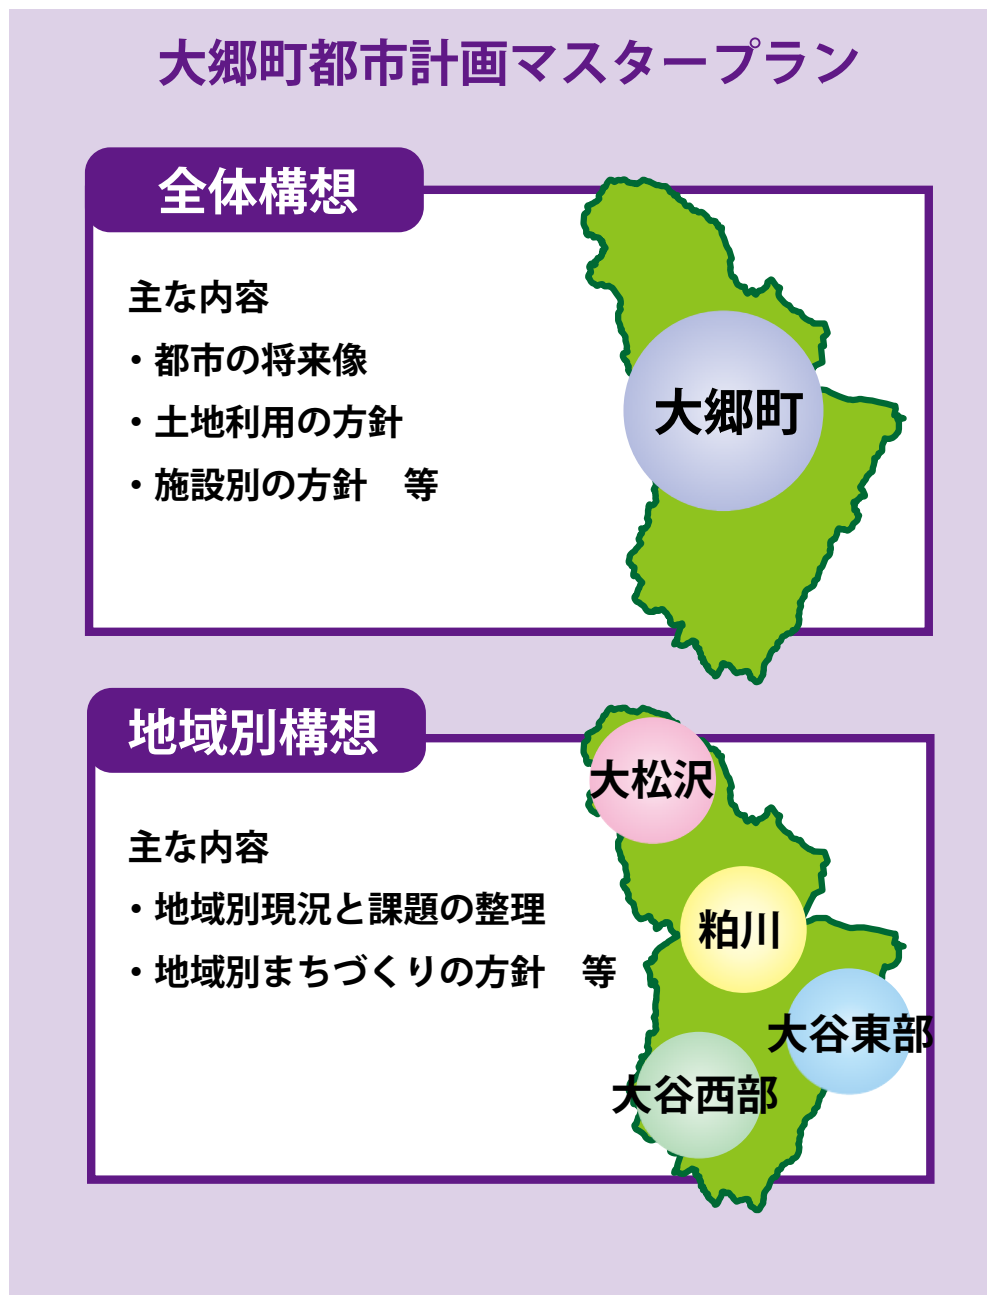 大郷町都市計画マスタープラン
全体構想
主な内容
・都市の将来像
・土地利用の方針
・施設別の方針　等
大郷町
地域別構想
主な内容
・地域別現況と課題の整理
・地域別まちづくりの方針　等
大松沢
粕川
大谷東部
大谷西部